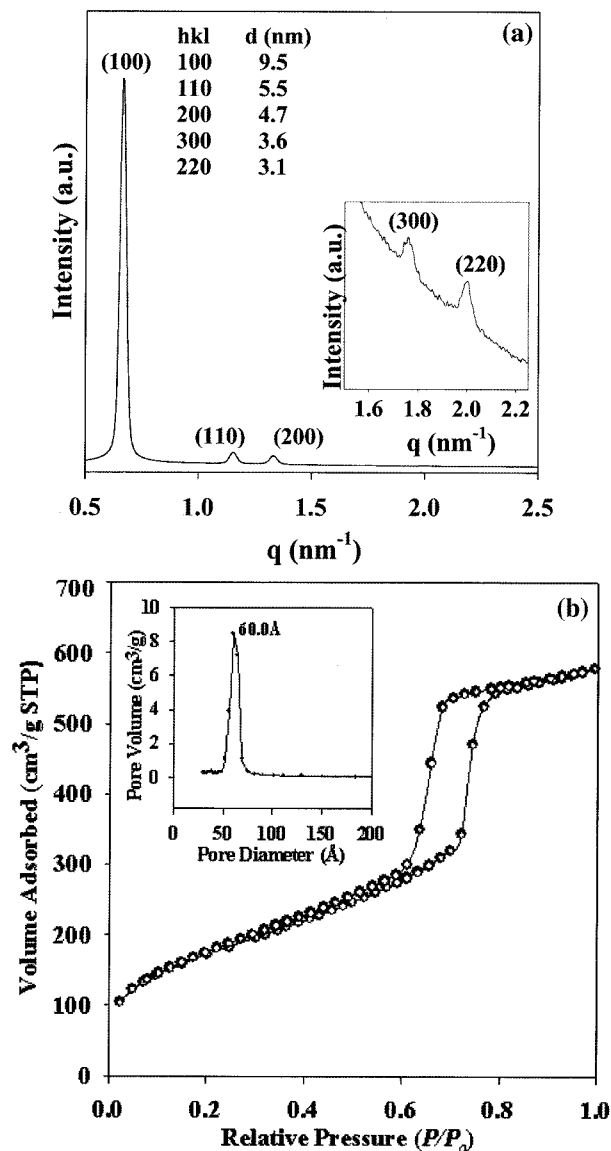 (a)
hkl d (nm)
100 9.5
110 5.5
200 4.7
300 3.6
220 3.1
(100)
(110)
(200)
Intensity (a.u.)
0.5 1.0 1.5 2.0 2.5
q (nm-1)
(300)
(220)
Intensity (a.u.)
1.6 1.8 2.0 2.2
q (nm-1)
(b)
700
600
500
400
300
200
100
0
Volume Adsorbed (cm3/g STP)
0.0 0.2 0.4 0.6 0.8 1.0
Relative Pressure (P/Po)
10
8
6
4
2
0
Pore Volume (cm3/g)
60.0Å
0 50 100 150 200
Pore Diameter (Å)